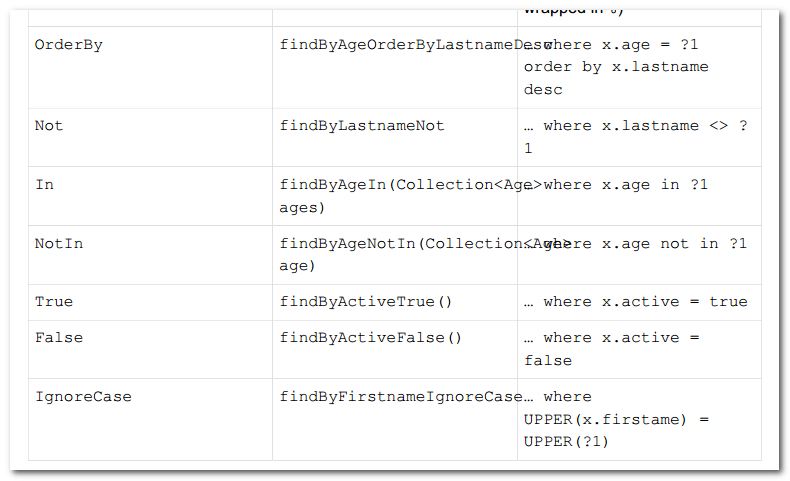 wrapped in %)
OrderBy findByAgeOrderByLastnameDesc … where x.age = ?1
order by x.lastname
desc
Not findByLastnameNot … where x.lastname <> ?
1
In findByAgeIn(Collection<Age> … where x.age in ?1
ages)
NotIn findByAgeNotIn(Collection<Age> … where x.age not in ?1
age)
True findByActiveTrue() … where x.active = true
False findByActiveFalse() … where x.active =
false
IgnoreCase findByFirstnameIgnoreCase … where
UPPER(x.firstame) =
UPPER(?1)